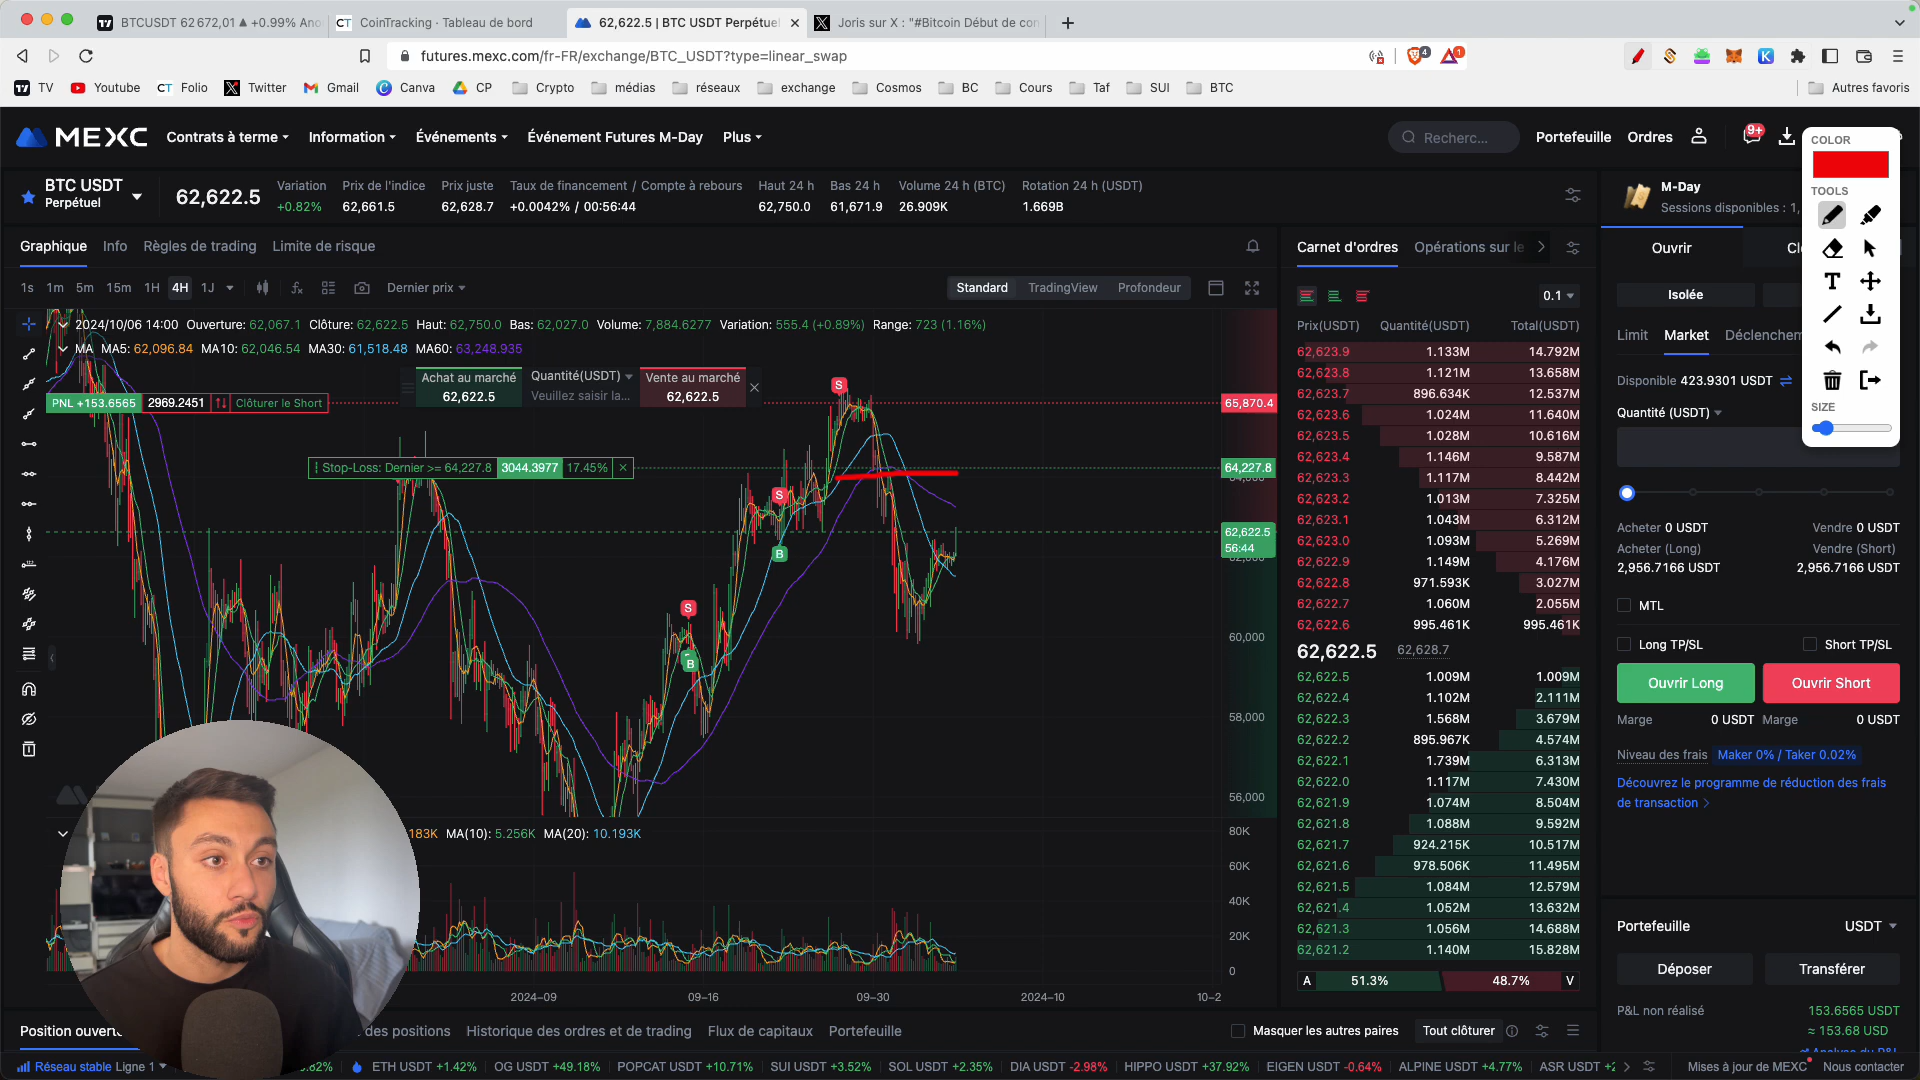 BTCUSDT 62 672,01 ▲ +0.99% Ano
CoinTracking · Tableau de bord
62,622.5 | BTC USDT Perpétuel
Joris sur X : "#Bitcoin Début de con
futures.mexc.com/fr-FR/exchange/BTC_USDT?type=linear_swap
TV Youtube Folio Twitter Gmail Canva CP Crypto médias réseaux exchange Cosmos BC Cours Taf SUI BTC Autres favoris
MEXC Contrats à terme Information Événements Événement Futures M-Day Plus Recherc... Portefeuille Ordres 9+
COLOR
TOOLS
SIZE
BTC USDT
Perpétuel
62,622.5
Variation Prix de l'indice Prix juste Taux de financement / Compte à rebours Haut 24 h Bas 24 h Volume 24 h (BTC) Rotation 24 h (USDT)
+0.82% 62,661.5 62,628.7 +0.0042% / 00:56:44 62,750.0 61,671.9 26.909K 1.669B
M-Day
Sessions disponibles : 1,
Graphique Info Règles de trading Limite de risque
1s 1m 5m 15m 1H 4H 1J Dernier prix Standard TradingView Profondeur
2024/10/06 14:00 Ouverture: 62,067.1 Clôture: 62,622.5 Haut: 62,750.0 Bas: 62,027.0 Volume: 7,884.6277 Variation: 555.4 (+0.89%) Range: 723 (1.16%)
MA MA5: 62,096.84 MA10: 62,046.54 MA30: 61,518.48 MA60: 63,248.935
Achat au marché
62,622.5
Quantité(USDT)
Veuillez saisir la...
Vente au marché
62,622.5
PNL +153.6565 2969.2451 Clôturer le Short
Stop-Loss: Dernier >= 64,227.8 3044.3977 17.45%
S
S
B
S
B
65,870.4
64,227.8
62,622.5
56:44
60,000
58,000
56,000
183K MA(10): 5.256K MA(20): 10.193K
80K
60K
40K
20K
0
2024-09 09-16 09-30 2024-10 10-2
Carnet d'ordres Opérations sur le
0.1
Prix(USDT) Quantité(USDT) Total(USDT)
62,623.9 1.133M 14.792M
62,623.8 1.121M 13.658M
62,623.7 896.634K 12.537M
62,623.6 1.024M 11.640M
62,623.5 1.028M 10.616M
62,623.4 1.146M 9.587M
62,623.3 1.117M 8.442M
62,623.2 1.013M 7.325M
62,623.1 1.043M 6.312M
62,623.0 1.093M 5.269M
62,622.9 1.149M 4.176M
62,622.8 971.593K 3.027M
62,622.7 1.060M 2.055M
62,622.6 995.461K 995.461K
62,622.5 62,628.7
62,622.5 1.009M 1.009M
62,622.4 1.102M 2.111M
62,622.3 1.568M 3.679M
62,622.2 895.967K 4.574M
62,622.1 1.739M 6.313M
62,622.0 1.117M 7.430M
62,621.9 1.074M 8.504M
62,621.8 1.088M 9.592M
62,621.7 924.215K 10.517M
62,621.6 978.506K 11.495M
62,621.5 1.084M 12.579M
62,621.4 1.052M 13.632M
62,621.3 1.056M 14.688M
62,621.2 1.140M 15.828M
A 51.3% 48.7% V
Ouvrir
Isolée
Limit Market Déclenchem
Disponible 423.9301 USDT
Quantité (USDT)
Acheter 0 USDT Vendre 0 USDT
Acheter (Long) Vendre (Short)
2,956.7166 USDT 2,956.7166 USDT
MTL
Long TP/SL Short TP/SL
Ouvrir Long Ouvrir Short
Marge 0 USDT Marge 0 USDT
Niveau des frais Maker 0% / Taker 0.02%
Découvrez le programme de réduction des frais
de transaction
Portefeuille USDT
Déposer Transférer
P&L non réalisé 153.6565 USDT
≈ 153.68 USD
Position ouverte des positions Historique des ordres et de trading Flux de capitaux Portefeuille Masquer les autres paires Tout clôturer
Réseau stable Ligne 1 ETH USDT +1.42% OG USDT +49.18% POPCAT USDT +10.71% SUI USDT +3.52% SOL USDT +2.35% DIA USDT -2.98% HIPPO USDT +37.92% EIGEN USDT -0.64% ALPINE USDT +4.77% ASR USDT Mises à jour de MEXC Nous contacter